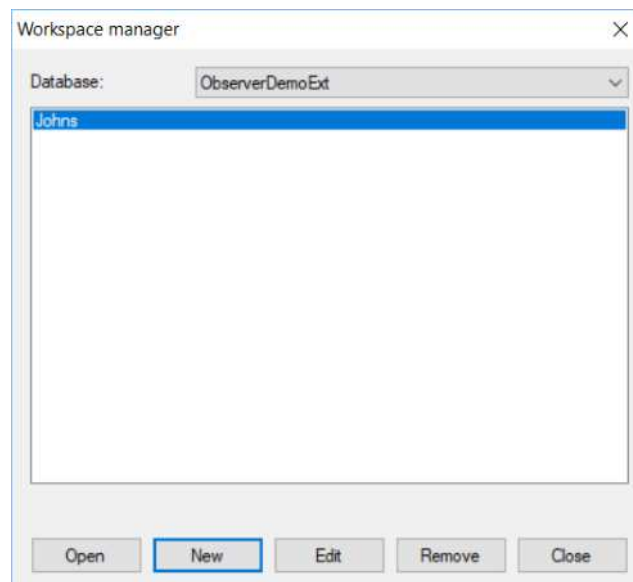 Workspace manager
Database: ObserverDemoExt
Johns
Open New Edit Remove Close